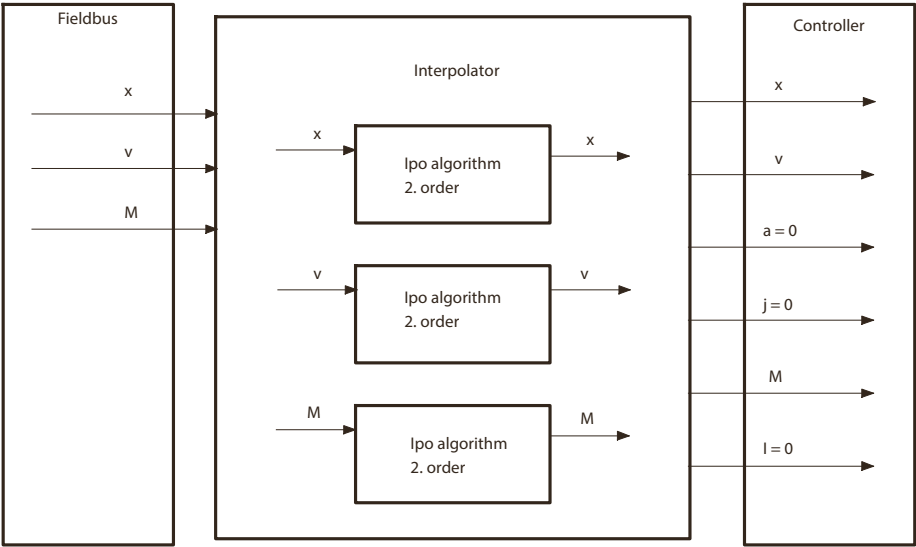 Fieldbus
x
v
M
Interpolator
x
Ipo algorithm
2. order
x
v
Ipo algorithm
2. order
v
M
Ipo algorithm
2. order
M
Controller
x
v
a = 0
j = 0
M
I = 0